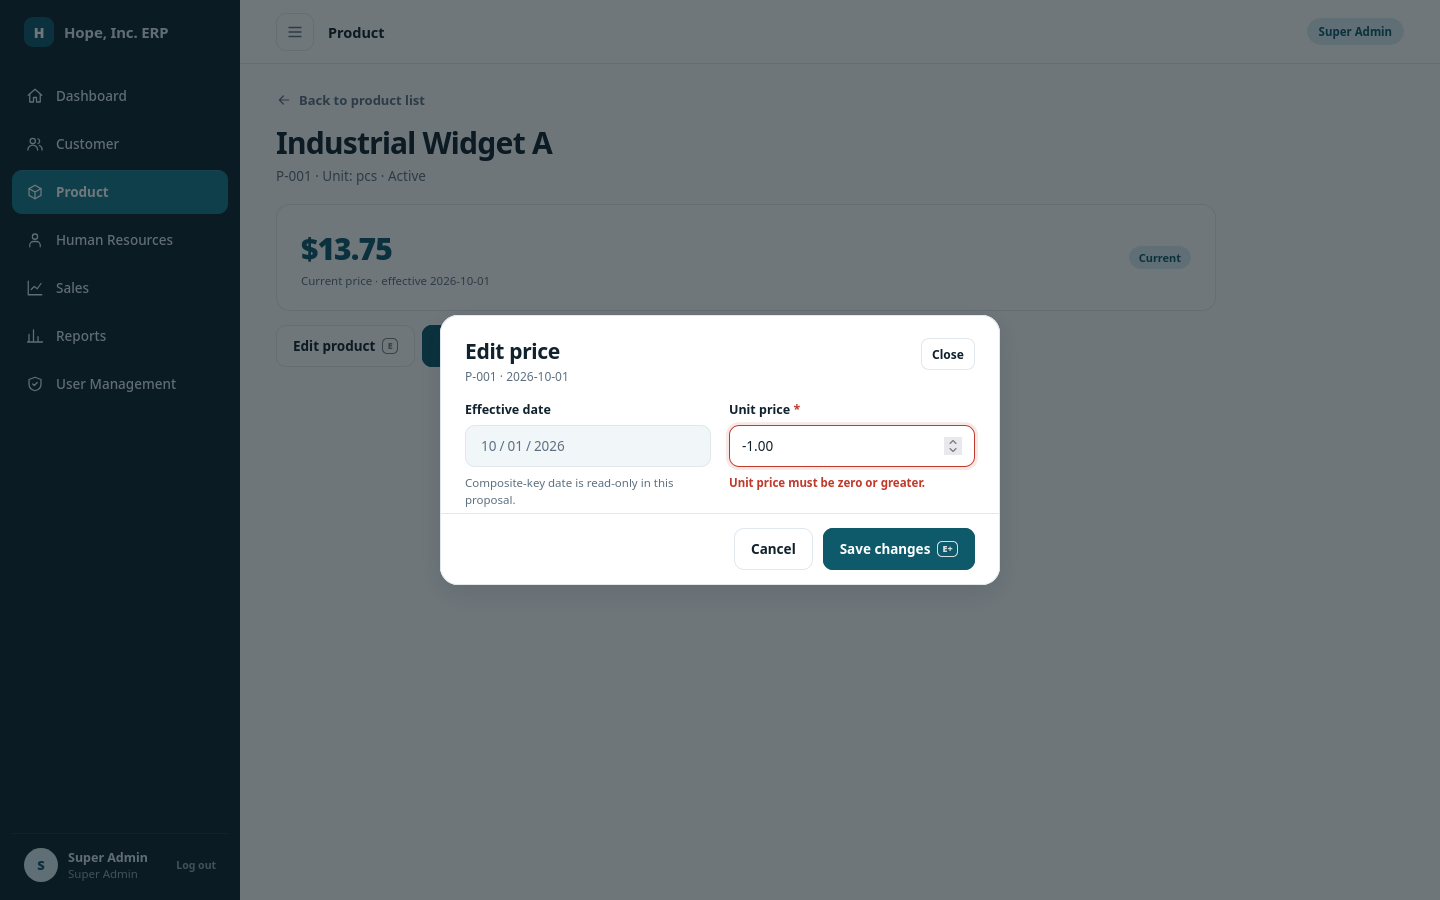 H Hope, Inc. ERP
Dashboard
Customer
Product
Human Resources
Sales
Reports
User Management
S
Super Admin
Super Admin
Log out
Product
Super Admin
Back to product list
Industrial Widget A
P-001 · Unit: pcs · Active
$13.75
Current price · effective 2026-10-01
Current
Edit product E
Edit price
P-001 · 2026-10-01
Close
Effective date
10 / 01 / 2026
Composite-key date is read-only in this
proposal.
Unit price *
-1.00
Unit price must be zero or greater.
Cancel
Save changes E+